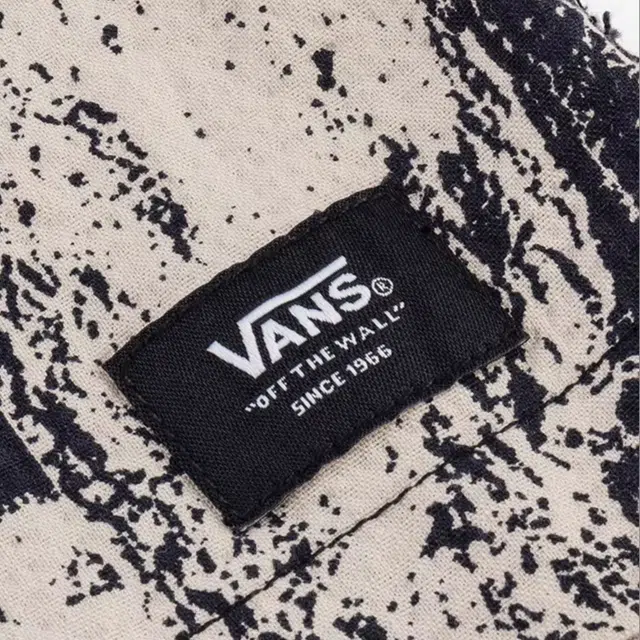 VANS®
"OFF THE WALL"
SINCE 1966